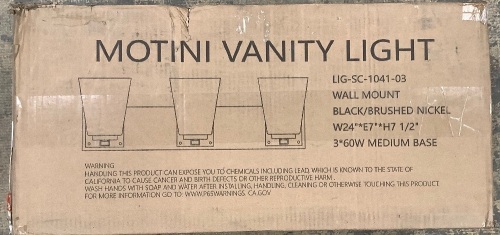 MOTINI VANITY LIGHT
LIG-SC-1041-03
WALL MOUNT
BLACK/BRUSHED NICKEL
W24"*E7"*H7 1/2"
3*60W MEDIUM BASE
WARNING
HANDLING THIS PRODUCT CAN EXPOSE YOU TO CHEMICALS INCLUDING LEAD, WHICH IS KNOWN TO THE STATE OF
CALIFORNIA TO CAUSE CANCER AND BIRTH DEFECTS OR OTHER REPRODUCTIVE HARM.
WASH HANDS WITH SOAP AND WATER AFTER INSTALLING, HANDLING, CLEANING OR OTHERWISE TOUCHING THIS PRODUCT.
FOR MORE INFORMATION GO TO: WWW.P65WARNINGS. CA.GOV